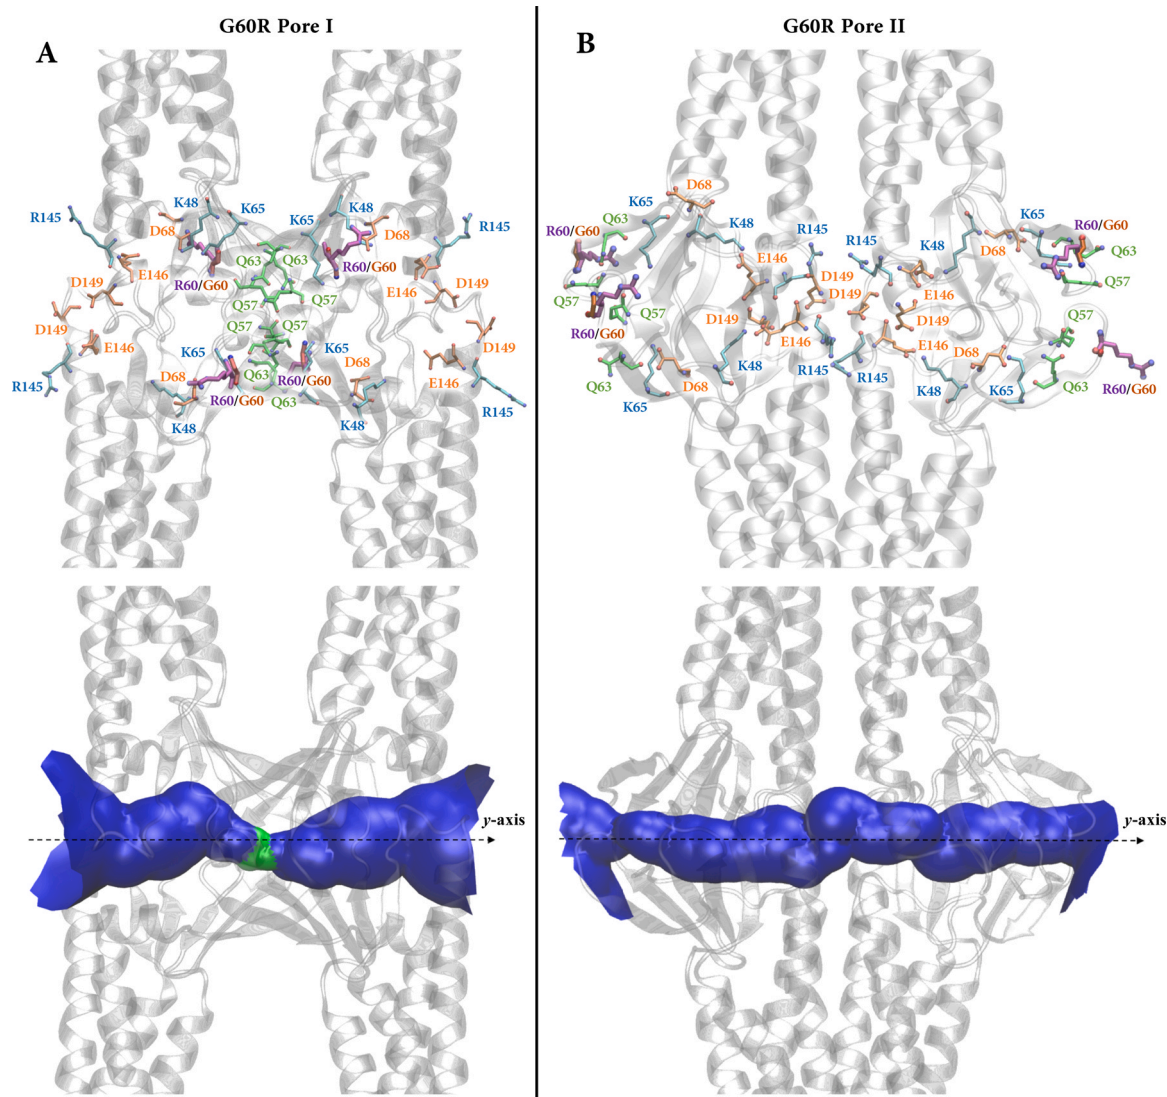 G60R Pore I
A
K48
K65
K65
K48
R145
R145
D68
D68
Q63
Q63
R60/G60
R60/G60
E146
E146
D149
D149
Q57
Q57
Q57
Q57
D149
D149
E146
E146
K65
K65
R145
R145
D68
D68
Q63
Q63
R60/G60
R60/G60
K48
K48
y-axis
G60R Pore II
B
D68
K65
K48
Q63
R60/G60
R145
R145
K48
K65
R60/G60
D68
Q63
E146
D149
D149
E146
Q57
Q57
R60/G60
D149
E146
D149
E146
Q57
Q63
D68
K65
K48
R145
R145
K48
D68
K65
Q63
R60/G60
y-axis